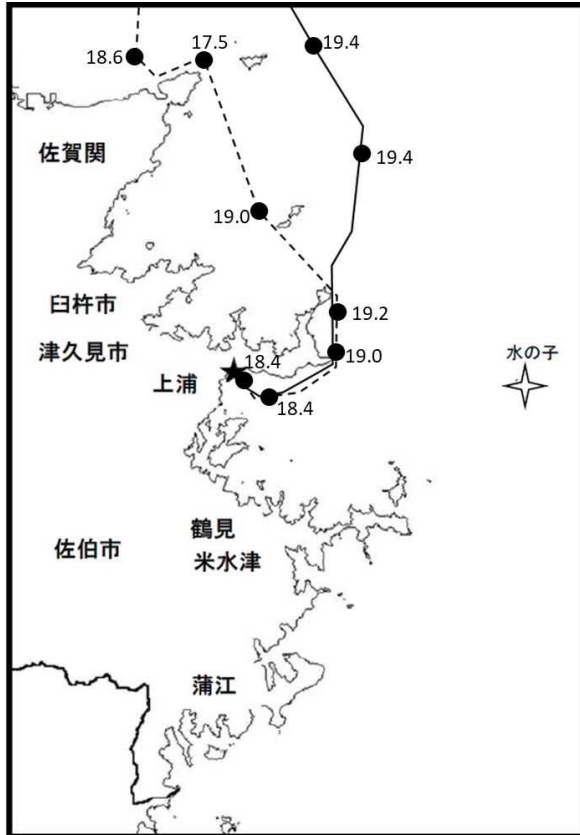 19.4
18.6
17.5
佐賀関
19.4
19.0
臼杵市
19.2
津久見市
19.0
水の子
上浦
18.4
18.4
鶴見
佐伯市
米水津
蒲江